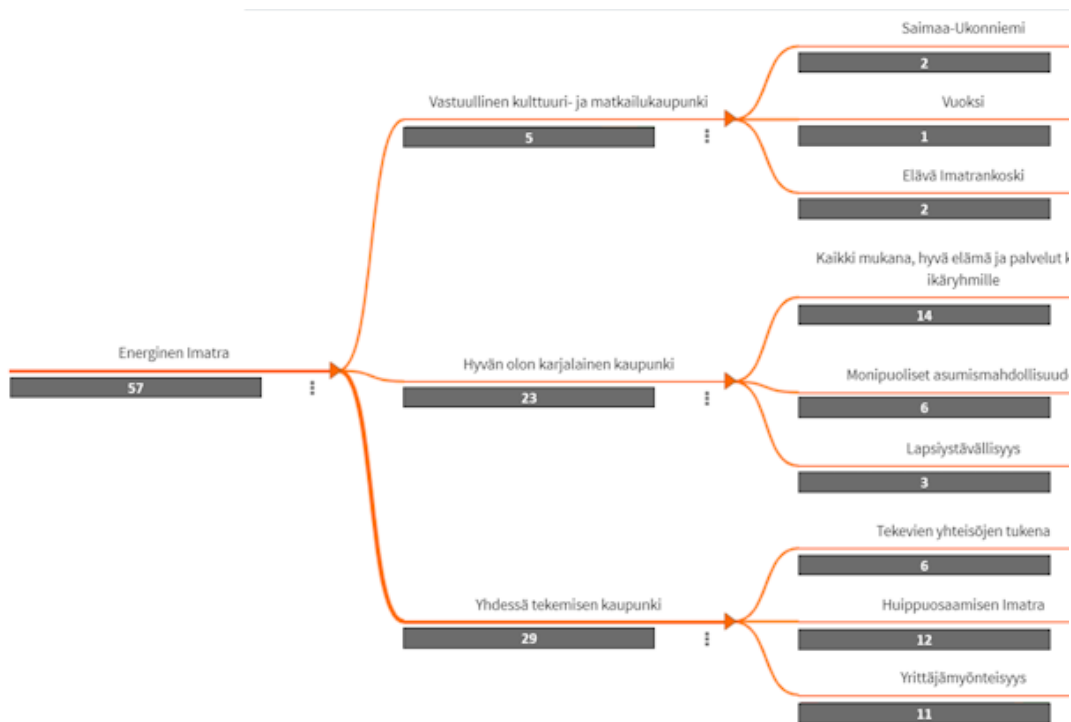 Saimaa-Ukonniemi
2
Vastuullinen kulttuuri- ja matkailukaupunki
5
Vuoksi
1
Elävä Imatrankoski
2
Kaikki mukana, hyvä elämä ja palvelut
ikäryhmille
14
Energinen Imatra
57
Hyvän olon karjalainen kaupunki
23
Monipuoliset asumismahdollisuud
6
Lapsiystävällisyys
3
Tekevien yhteisöjen tukena
6
Yhdessä tekemisen kaupunki
29
Huippuosaamisen Imatra
12
Yrittäjämyönteisyys
11